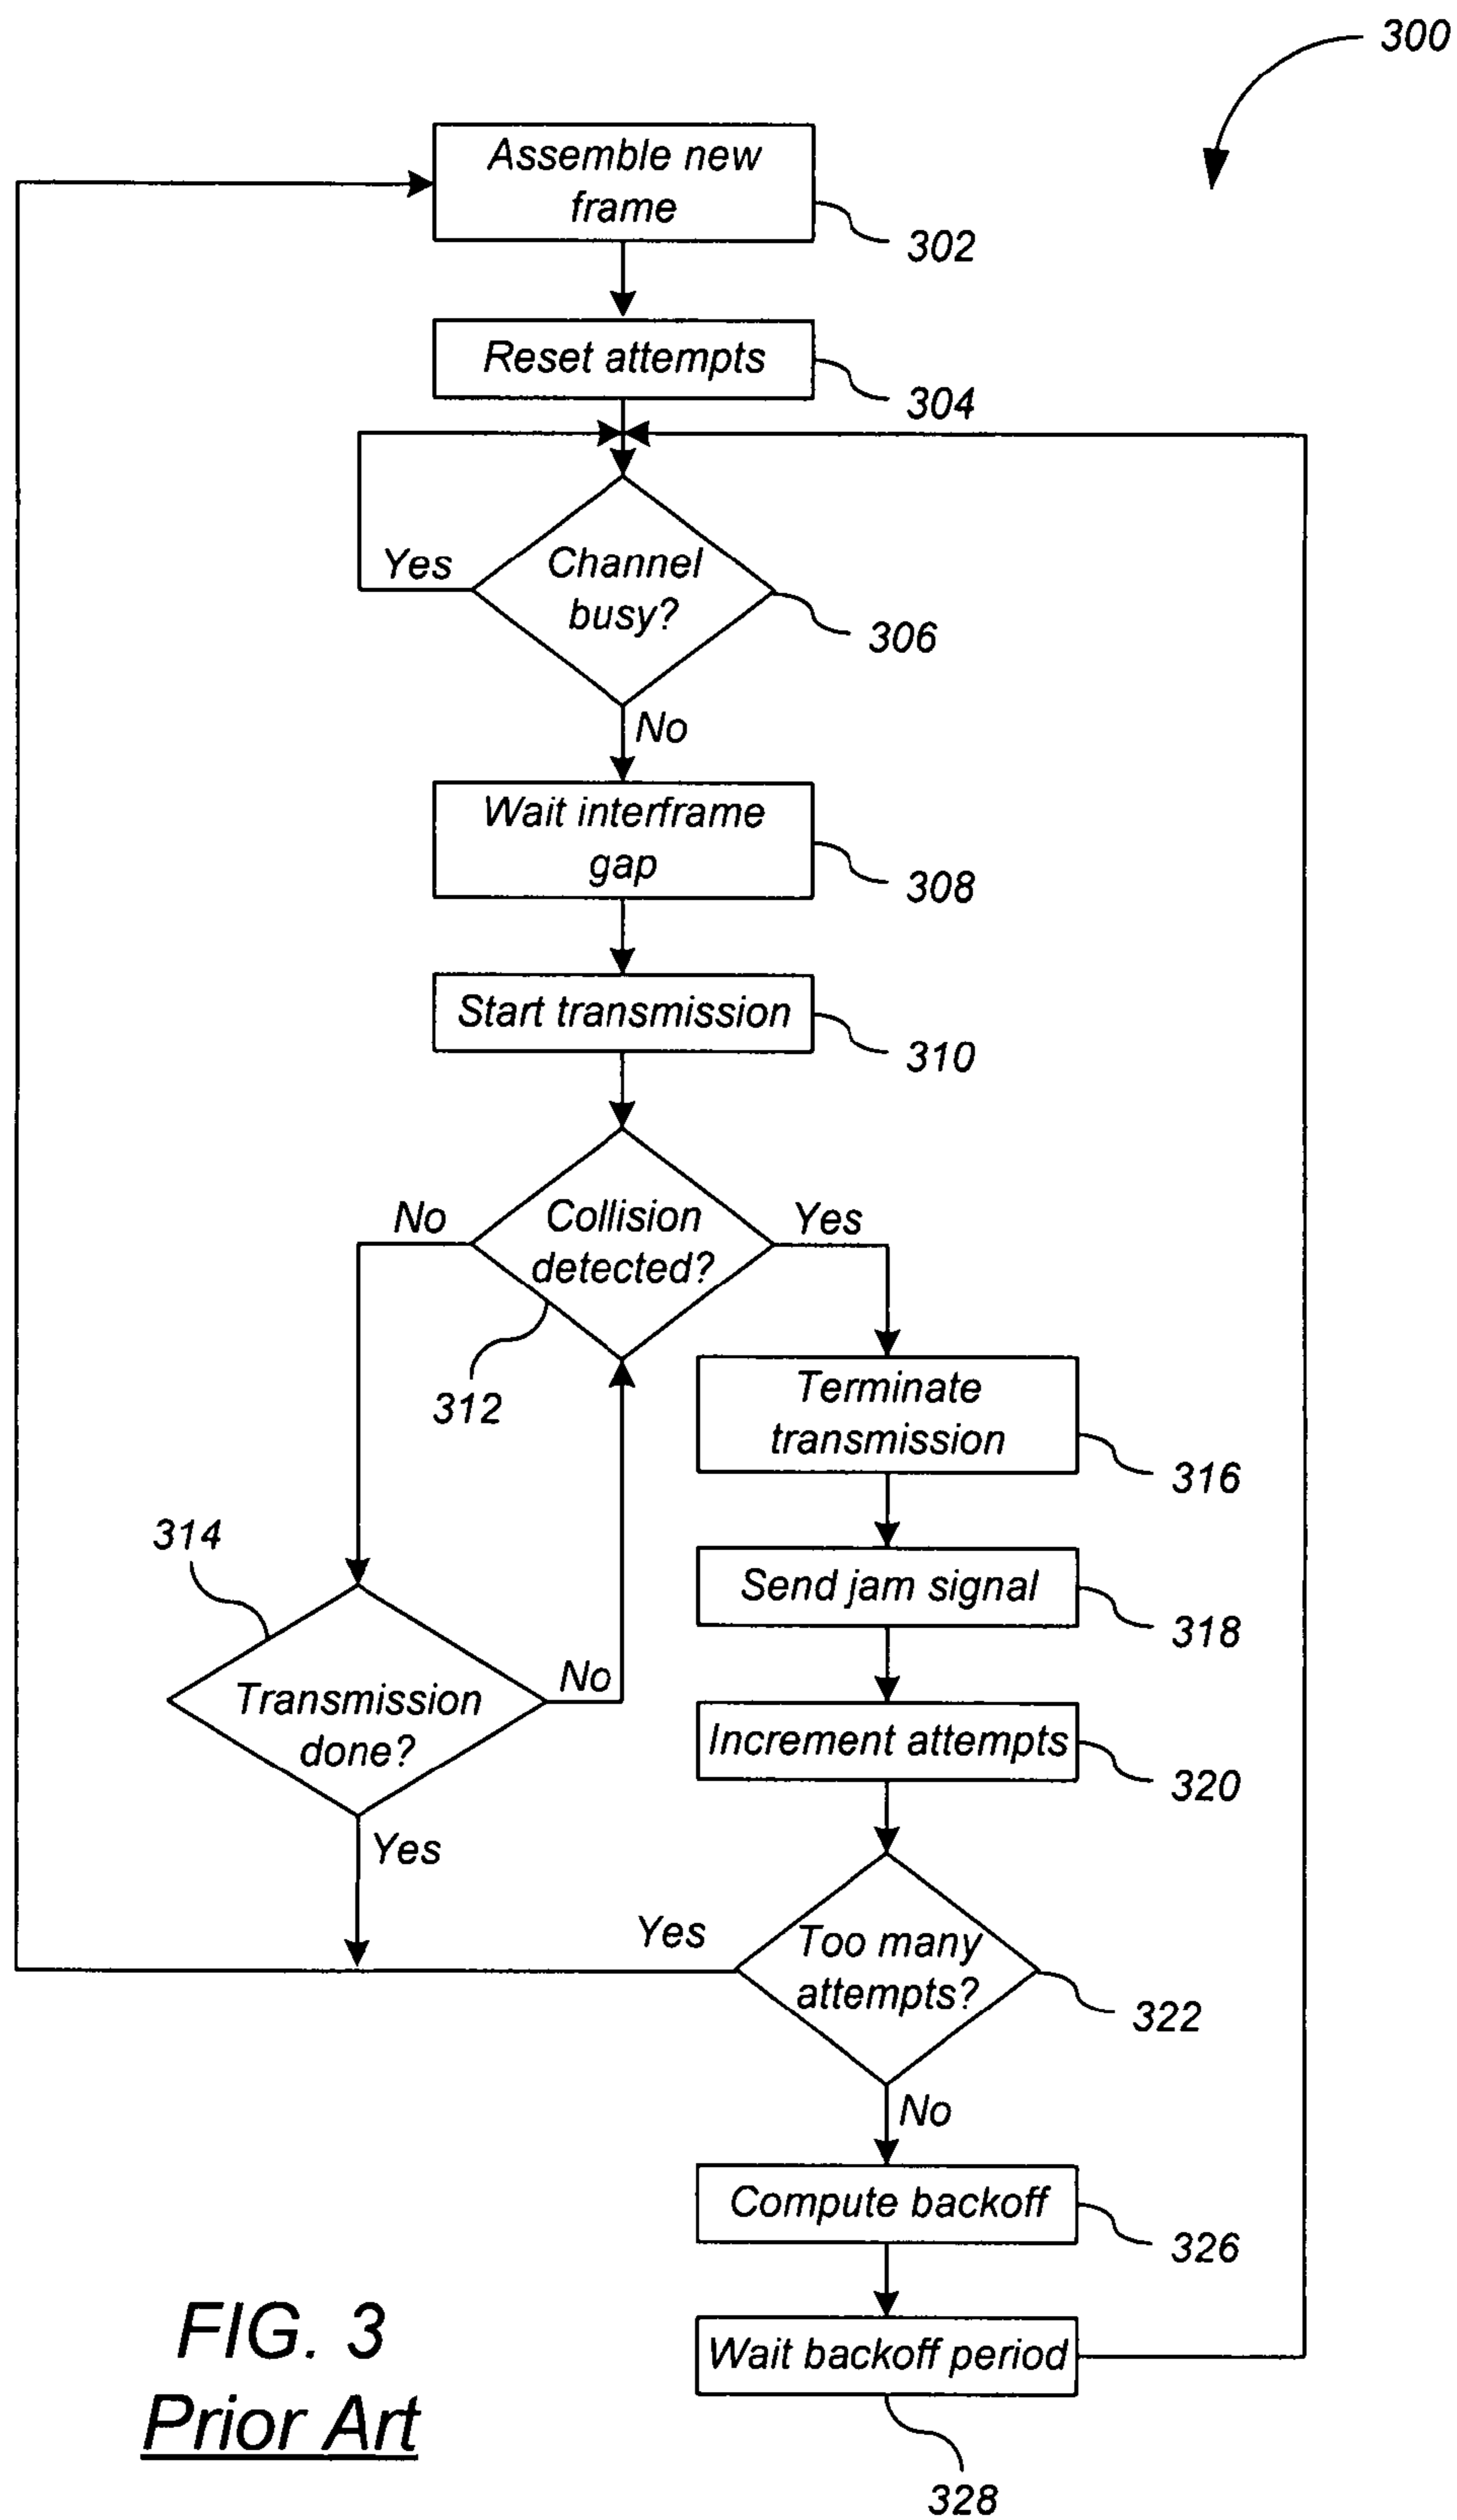 300
Assemble new
frame
302
Reset attempts
304
Yes
Channel
busy?
306
No
Wait interframe
gap
308
Start transmission
310
No
Collision
detected?
Yes
312
Terminate
transmission
316
314
Send jam signal
318
Transmission
done?
No
Increment attempts
320
Yes
Yes
Too many
attempts?
322
No
Compute backoff
326
FIG. 3
Prior Art
Wait backoff period
328